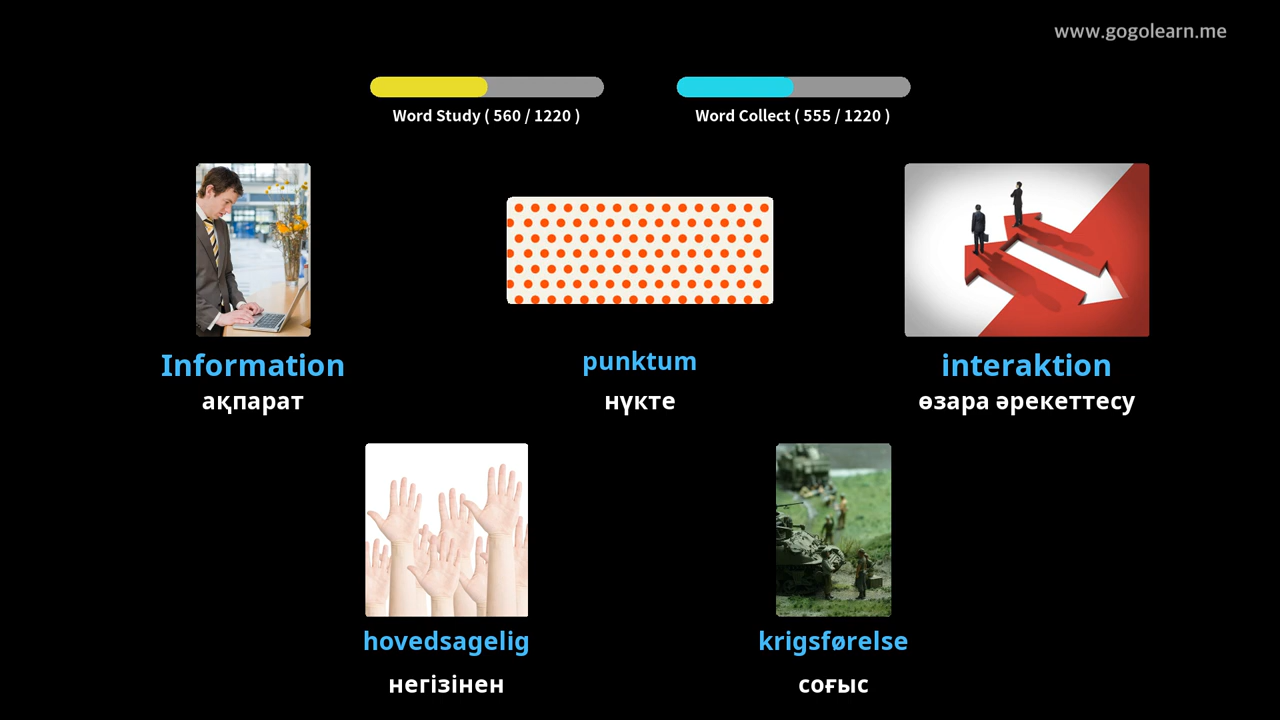 www.gogolearn.me
Word Study ( 560 / 1220 )
Word Collect ( 555 / 1220 )
Information
ақпарат
punktum
нүкте
interaktion
өзара әрекеттесу
hovedsagelig
негізінен
krigsførelse
соғыс